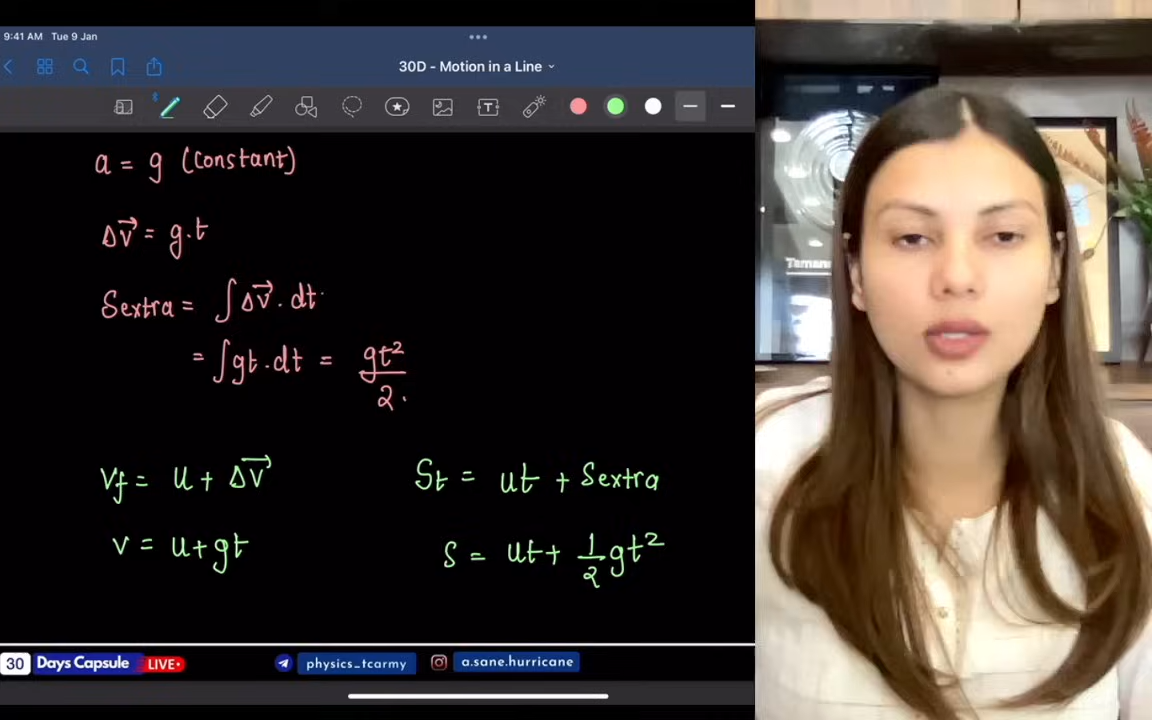 9:41 AM Tue 9 Jan
30D - Motion in a Line
a = g (Constant)
Δv⃗ = g.t
Sextra = ∫Δv⃗ . dt.
= ∫gt . dt = gt²/2.
Vf = u + Δv⃗
St = ut + Sextra
v = u+gt
S = ut + 1/2 gt²
30 Days Capsule LIVE
physics_tcarmy
a.sane.hurricane